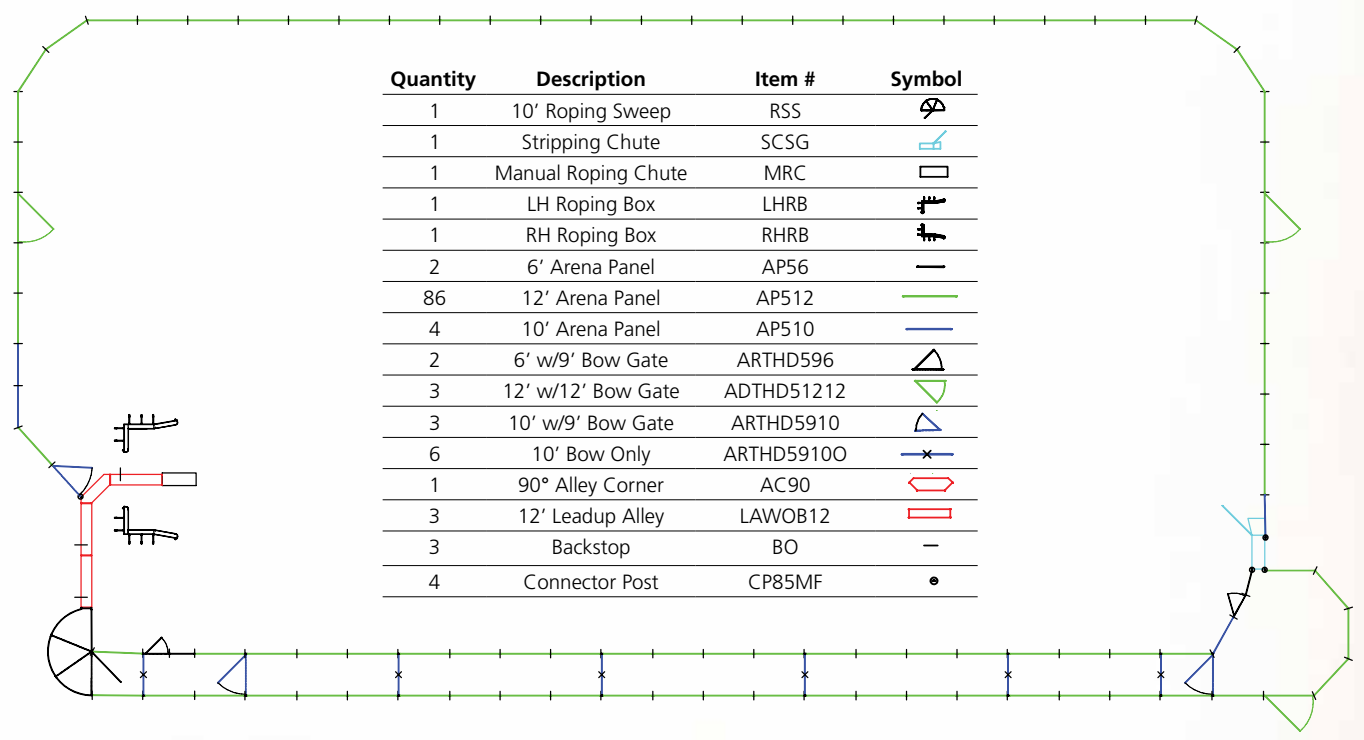 Quantity Description Item # Symbol
1 10’ Roping Sweep RSS
1 Stripping Chute SCSG
1 Manual Roping Chute MRC
1 LH Roping Box LHRB
1 RH Roping Box RHRB
2 6’ Arena Panel AP56
86 12’ Arena Panel AP512
4 10’ Arena Panel AP510
2 6’ w/9’ Bow Gate ARTHD596
3 12’ w/12’ Bow Gate ADTHD51212
3 10’ w/9’ Bow Gate ARTHD5910
6 10’ Bow Only ARTHD5910O
1 90° Alley Corner AC90
3 12’ Leadup Alley LAWOB12
3 Backstop BO
4 Connector Post CP85MF